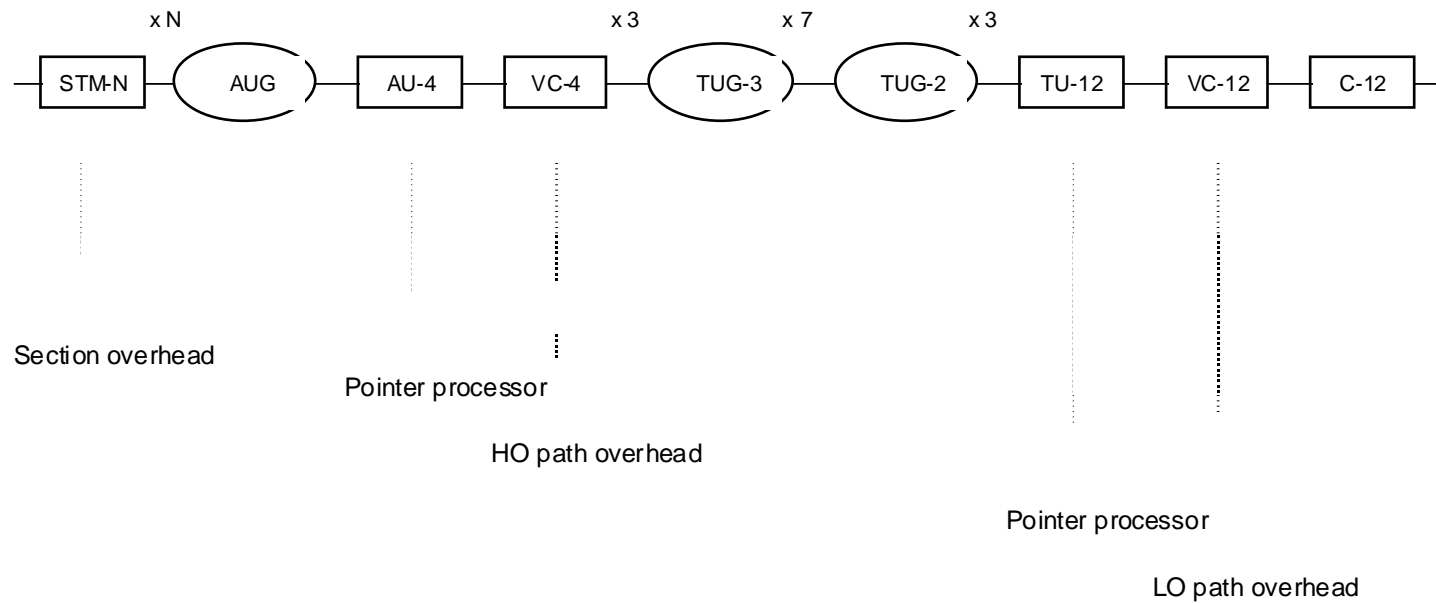 x N x 3 x 7 x 3
STM-N AUG AU-4 VC-4 TUG-3 TUG-2 TU-12 VC-12 C-12
Section overhead
Pointer processor
HO path overhead
Pointer processor
LO path overhead